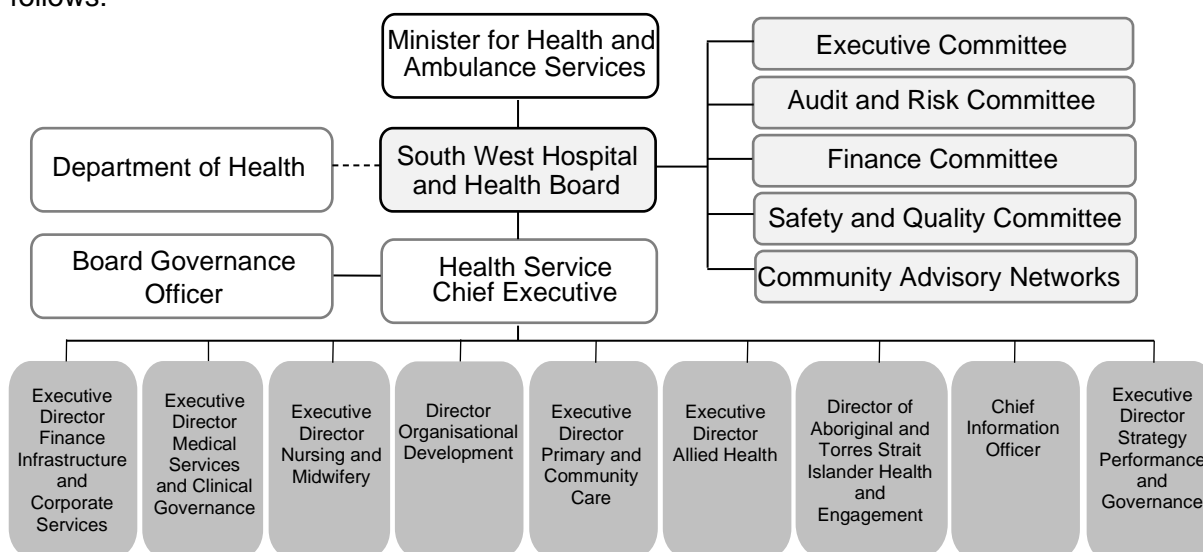 follows:
Minister for Health and
Ambulance Services
Executive Committee
Audit and Risk Committee
Department of Health
South West Hospital
and Health Board
Finance Committee
Safety and Quality Committee
Board Governance
Officer
Health Service
Chief Executive
Community Advisory Networks
Executive
Director
Finance
Infrastructure
and
Corporate
Services
Executive
Director
Medical
Services
and Clinical
Governance
Executive
Director
Nursing and
Midwifery
Director
Organisational
Development
Executive
Director
Primary and
Community
Care
Executive
Director
Allied Health
Director of
Aboriginal and
Torres Strait
Islander Health
and
Engagement
Chief
Information
Officer
Executive
Director
Strategy
Performance
and
Governance